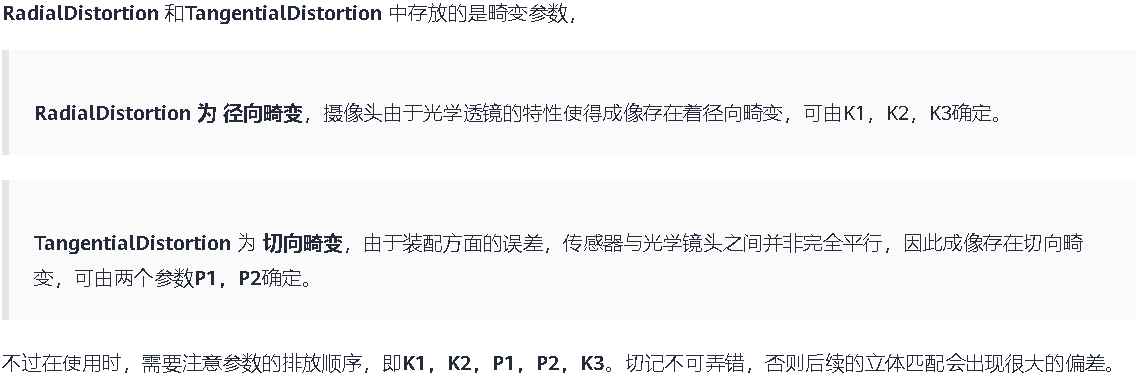 RadialDistortion 和TangentialDistortion 中存放的是畸变参数，
RadialDistortion 为 径向畸变，摄像头由于光学透镜的特性使得成像存在着径向畸变，可由K1，K2，K3确定。
TangentialDistortion 为 切向畸变，由于装配方面的误差，传感器与光学镜头之间并非完全平行，因此成像存在切向畸
变，可由两个参数P1，P2确定。
不过在使用时，需要注意参数的排放顺序，即K1，K2，P1，P2，K3。切记不可弄错，否则后续的立体匹配会出现很大的偏差。